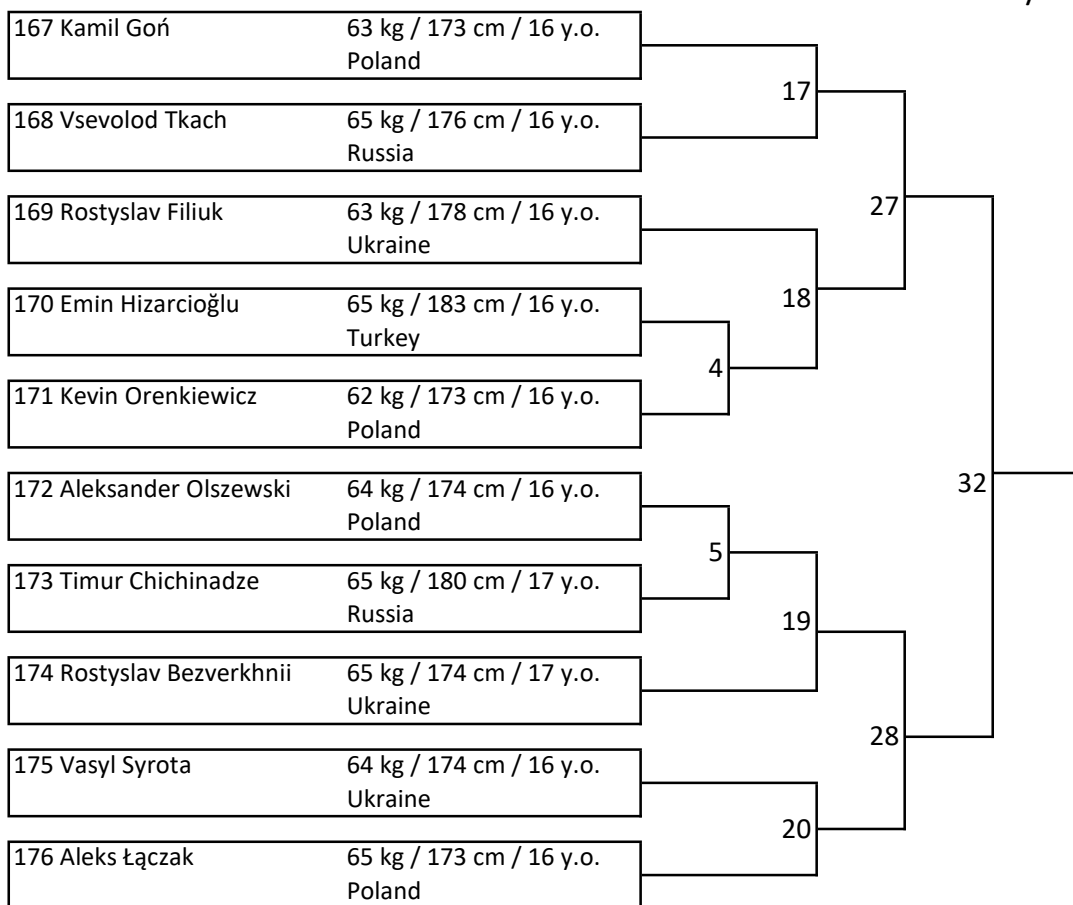 167 Kamil Goń 63 kg / 173 cm / 16 y.o.
Poland
17
168 Vsevolod Tkach 65 kg / 176 cm / 16 y.o.
Russia
27
169 Rostyslav Filiuk 63 kg / 178 cm / 16 y.o.
Ukraine
18
170 Emin Hizarcioğlu 65 kg / 183 cm / 16 y.o.
Turkey
4
171 Kevin Orenkiewicz 62 kg / 173 cm / 16 y.o.
Poland
32
172 Aleksander Olszewski 64 kg / 174 cm / 16 y.o.
Poland
5
173 Timur Chichinadze 65 kg / 180 cm / 17 y.o.
Russia
19
174 Rostyslav Bezverkhnii 65 kg / 174 cm / 17 y.o.
Ukraine
28
175 Vasyl Syrota 64 kg / 174 cm / 16 y.o.
Ukraine
20
176 Aleks Łączak 65 kg / 173 cm / 16 y.o.
Poland